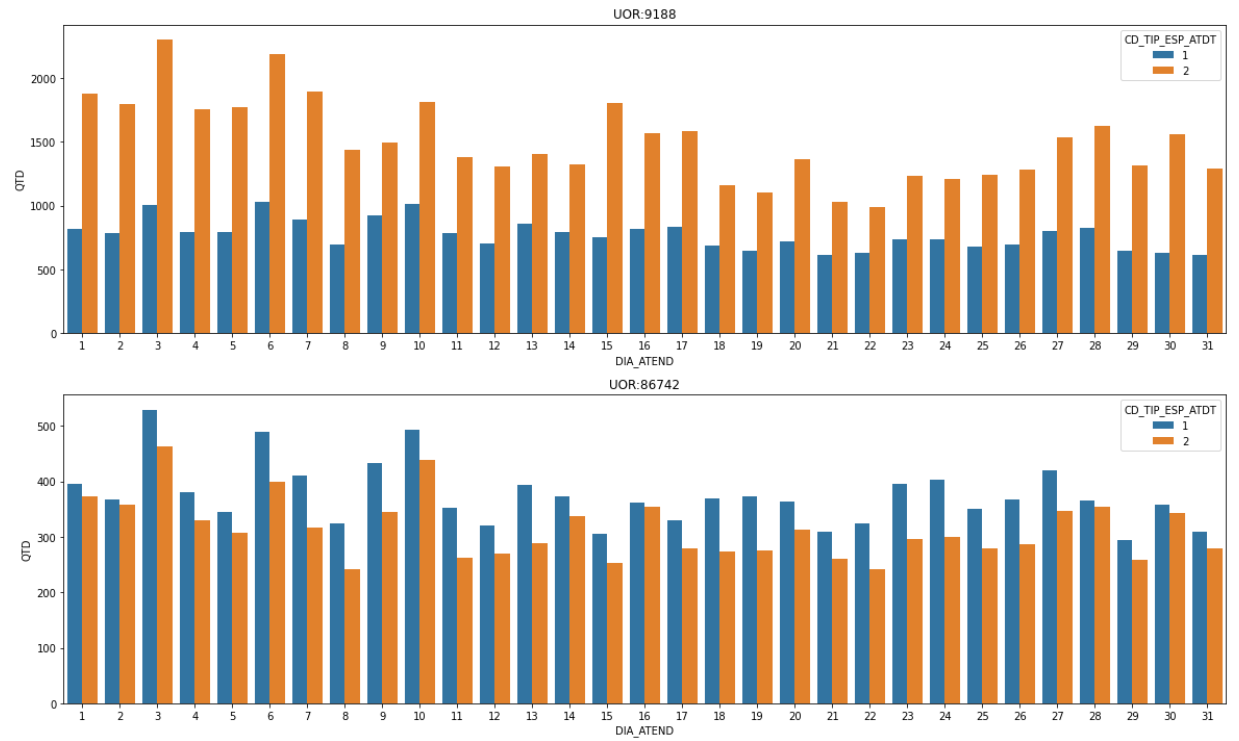 UOR:9188
CD_TIP_ESP_ATDT
1
2
QTD
2000
1500
1000
500
0
1 2 3 4 5 6 7 8 9 10 11 12 13 14 15 16 17 18 19 20 21 22 23 24 25 26 27 28 29 30 31
DIA_ATEND
UOR:86742
CD_TIP_ESP_ATDT
1
2
QTD
500
400
300
200
100
0
1 2 3 4 5 6 7 8 9 10 11 12 13 14 15 16 17 18 19 20 21 22 23 24 25 26 27 28 29 30 31
DIA_ATEND